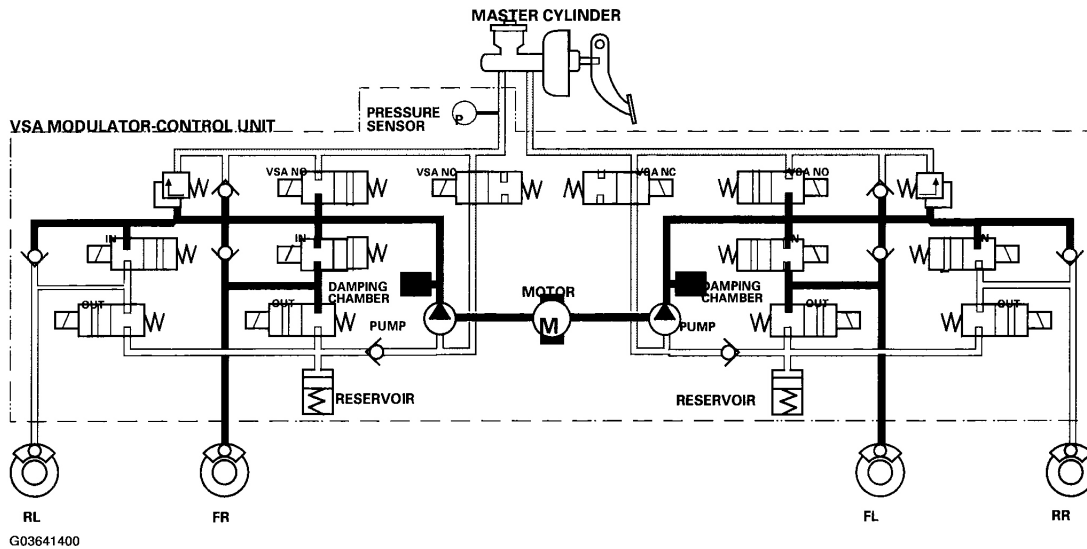 MASTER CYLINDER
PRESSURE
SENSOR
P
VSA MODULATOR-CONTROL UNIT
VSA NO
VSA NC
VSA NC
VSA NO
IN
IN
IN
IN
DAMPING
CHAMBER
MOTOR
M
DAMPING
CHAMBER
OUT
OUT
OUT
OUT
PUMP
PUMP
RESERVOIR
RESERVOIR
RL
FR
FL
RR
G03641400